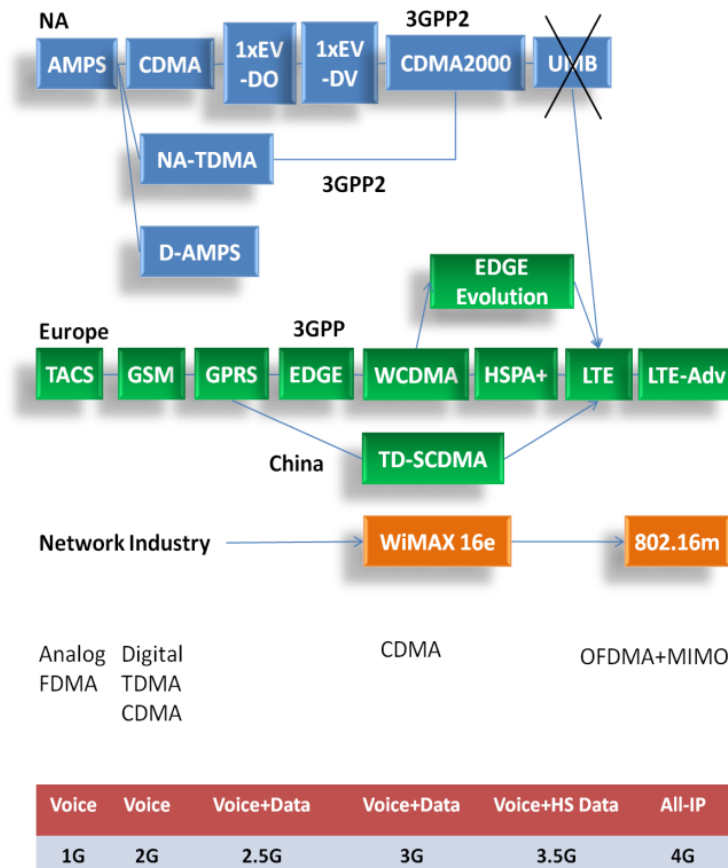 NA
3GPP2
AMPS
CDMA
1xEV
-DO
1xEV
-DV
CDMA2000
UMB
NA-TDMA
3GPP2
D-AMPS
EDGE
Evolution
Europe
3GPP
TACS
GSM
GPRS
EDGE
WCDMA
HSPA+
LTE
LTE-Adv
China
TD-SCDMA
Network Industry
WiMAX 16e
802.16m
Analog
FDMA
Digital
TDMA
CDMA
CDMA
OFDMA+MIMO
Voice Voice Voice+Data Voice+Data Voice+HS Data All-IP
1G 2G 2.5G 3G 3.5G 4G